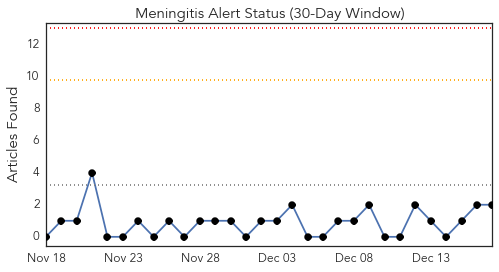 Meningitis Alert Status (30-Day Window)
Articles Found
12
10
8
6
4
2
0
Nov 18 Nov 23 Nov 28 Dec 03 Dec 08 Dec 13